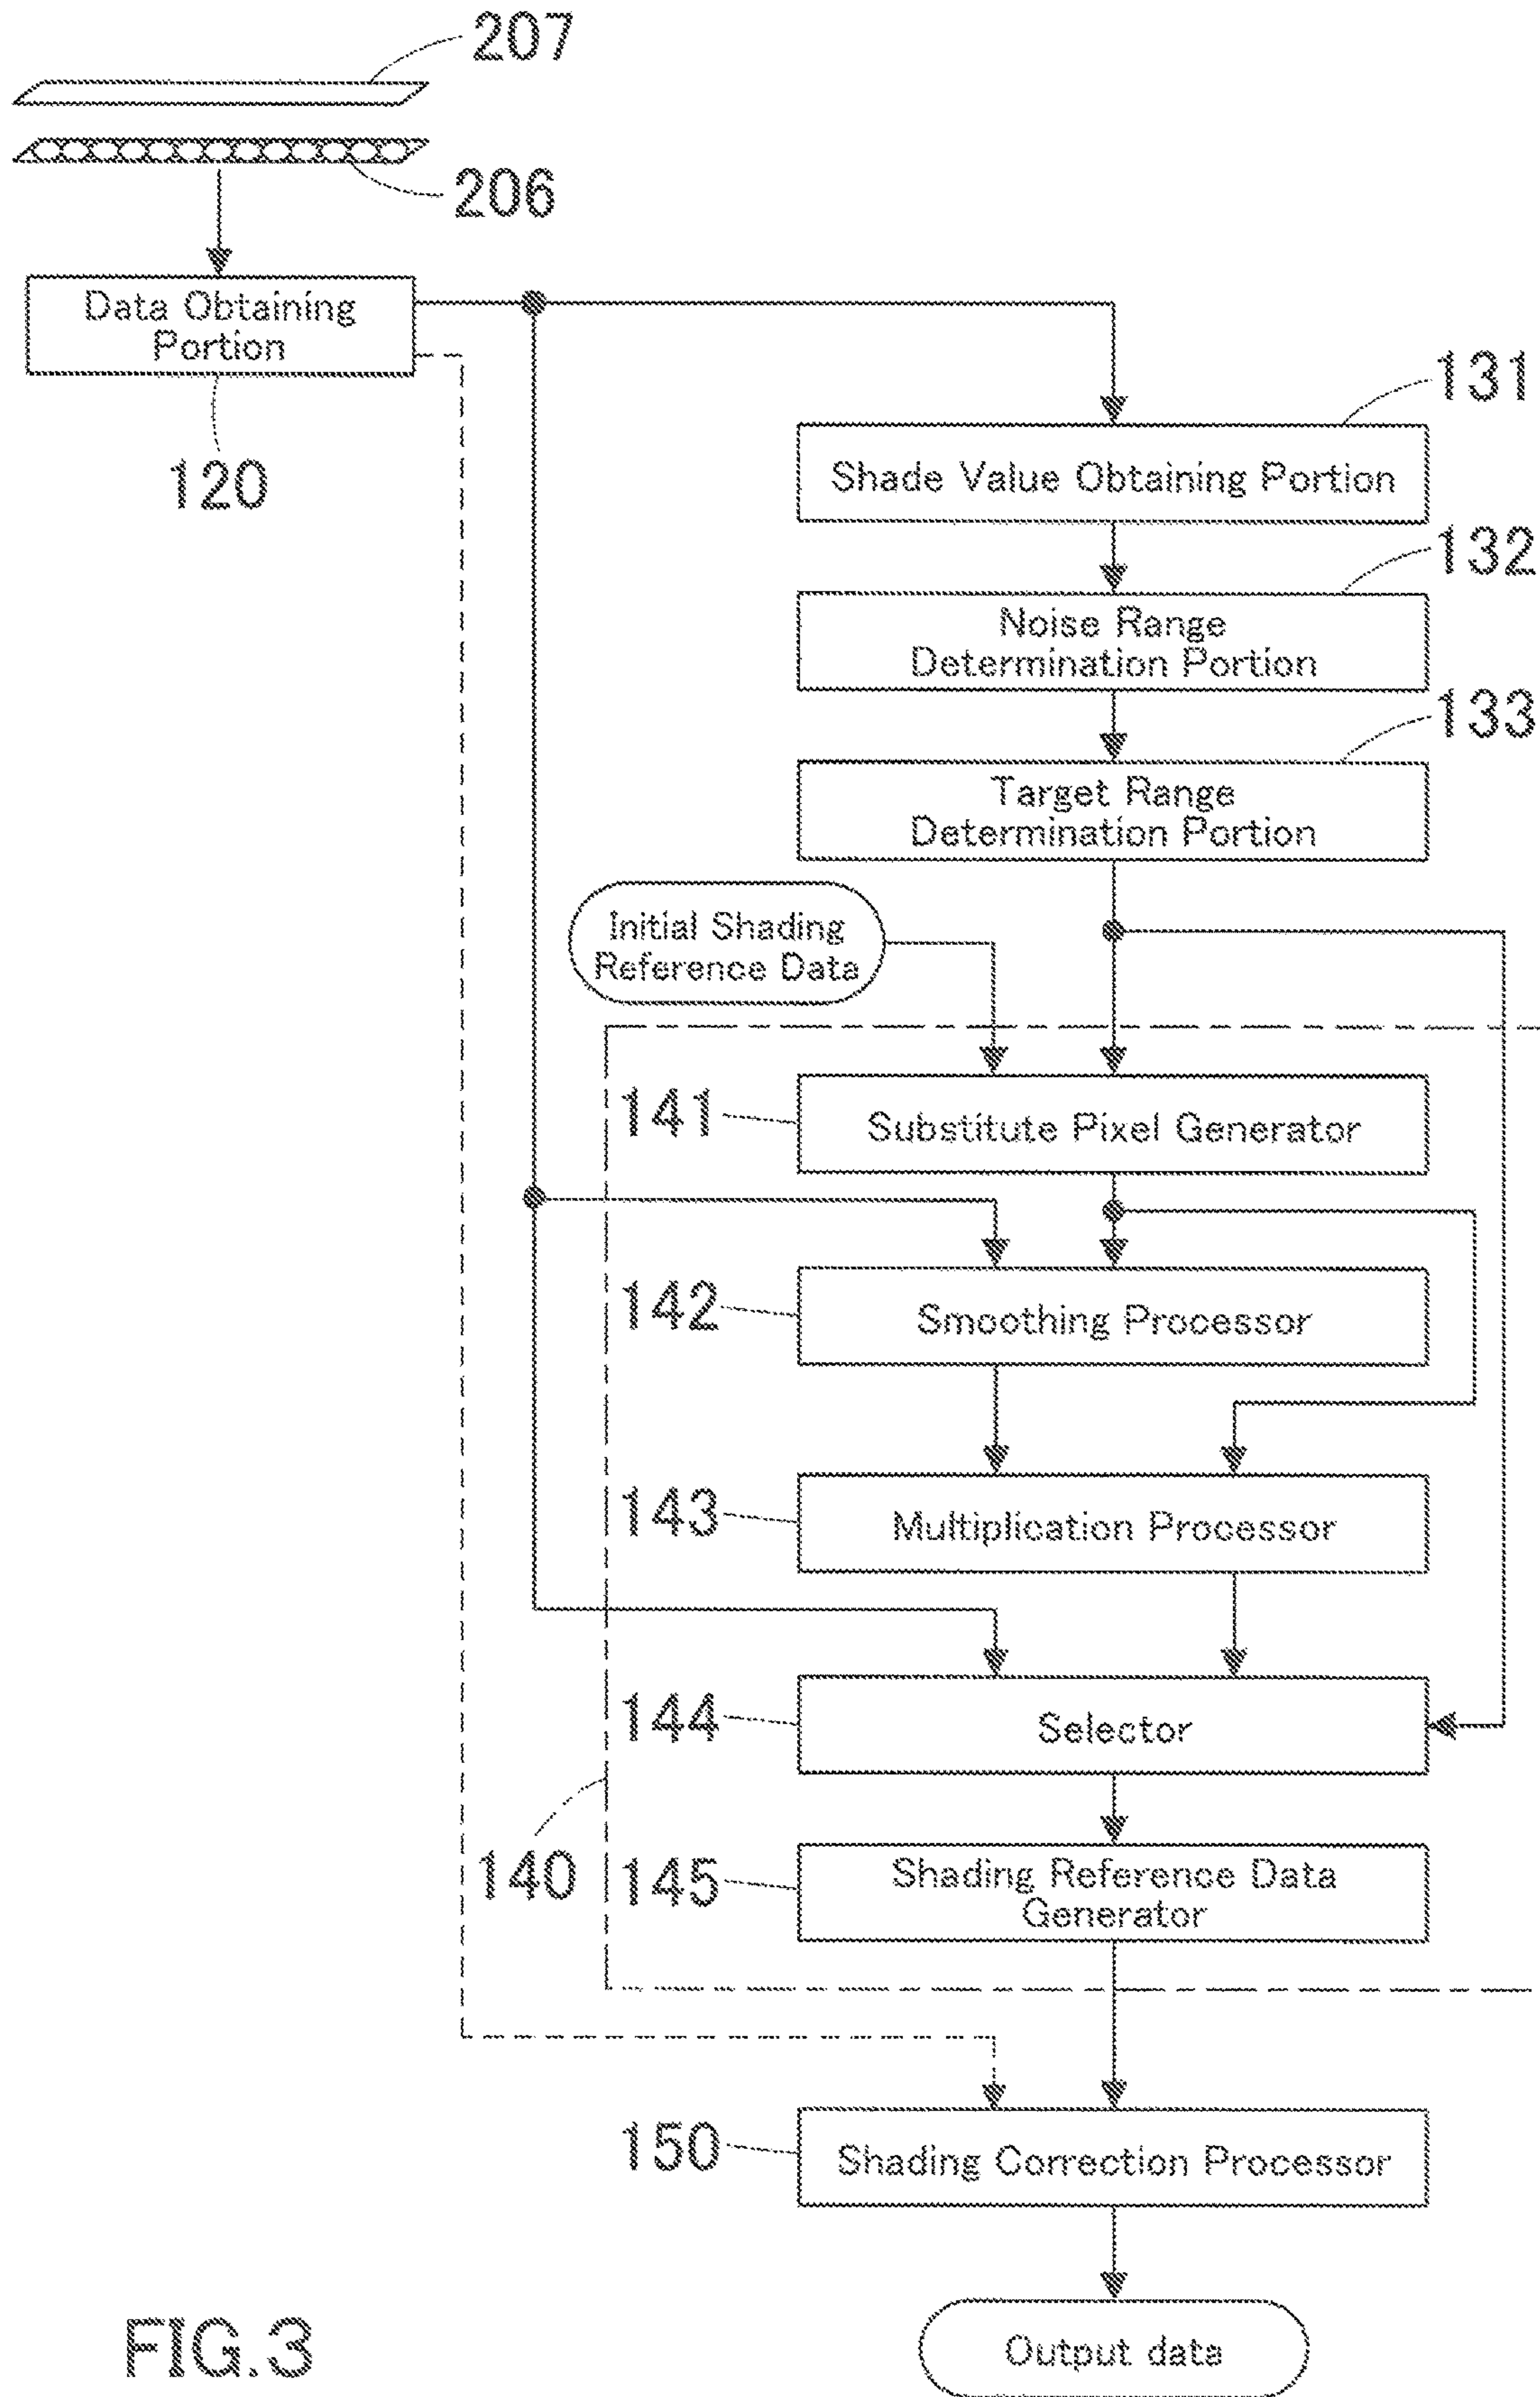 207
206
Data Obtaining
Portion
120
131
Shade Value Obtaining Portion
132
Noise Range
Determination Portion
133
Target Range
Determination Portion
Initial Shading
Reference Data
141
Substitute Pixel Generator
142
Smoothing Processor
143
Multiplication Processor
144
Selector
140
145
Shading Reference Data
Generator
150
Shading Correction Processor
Output data
FIG.3